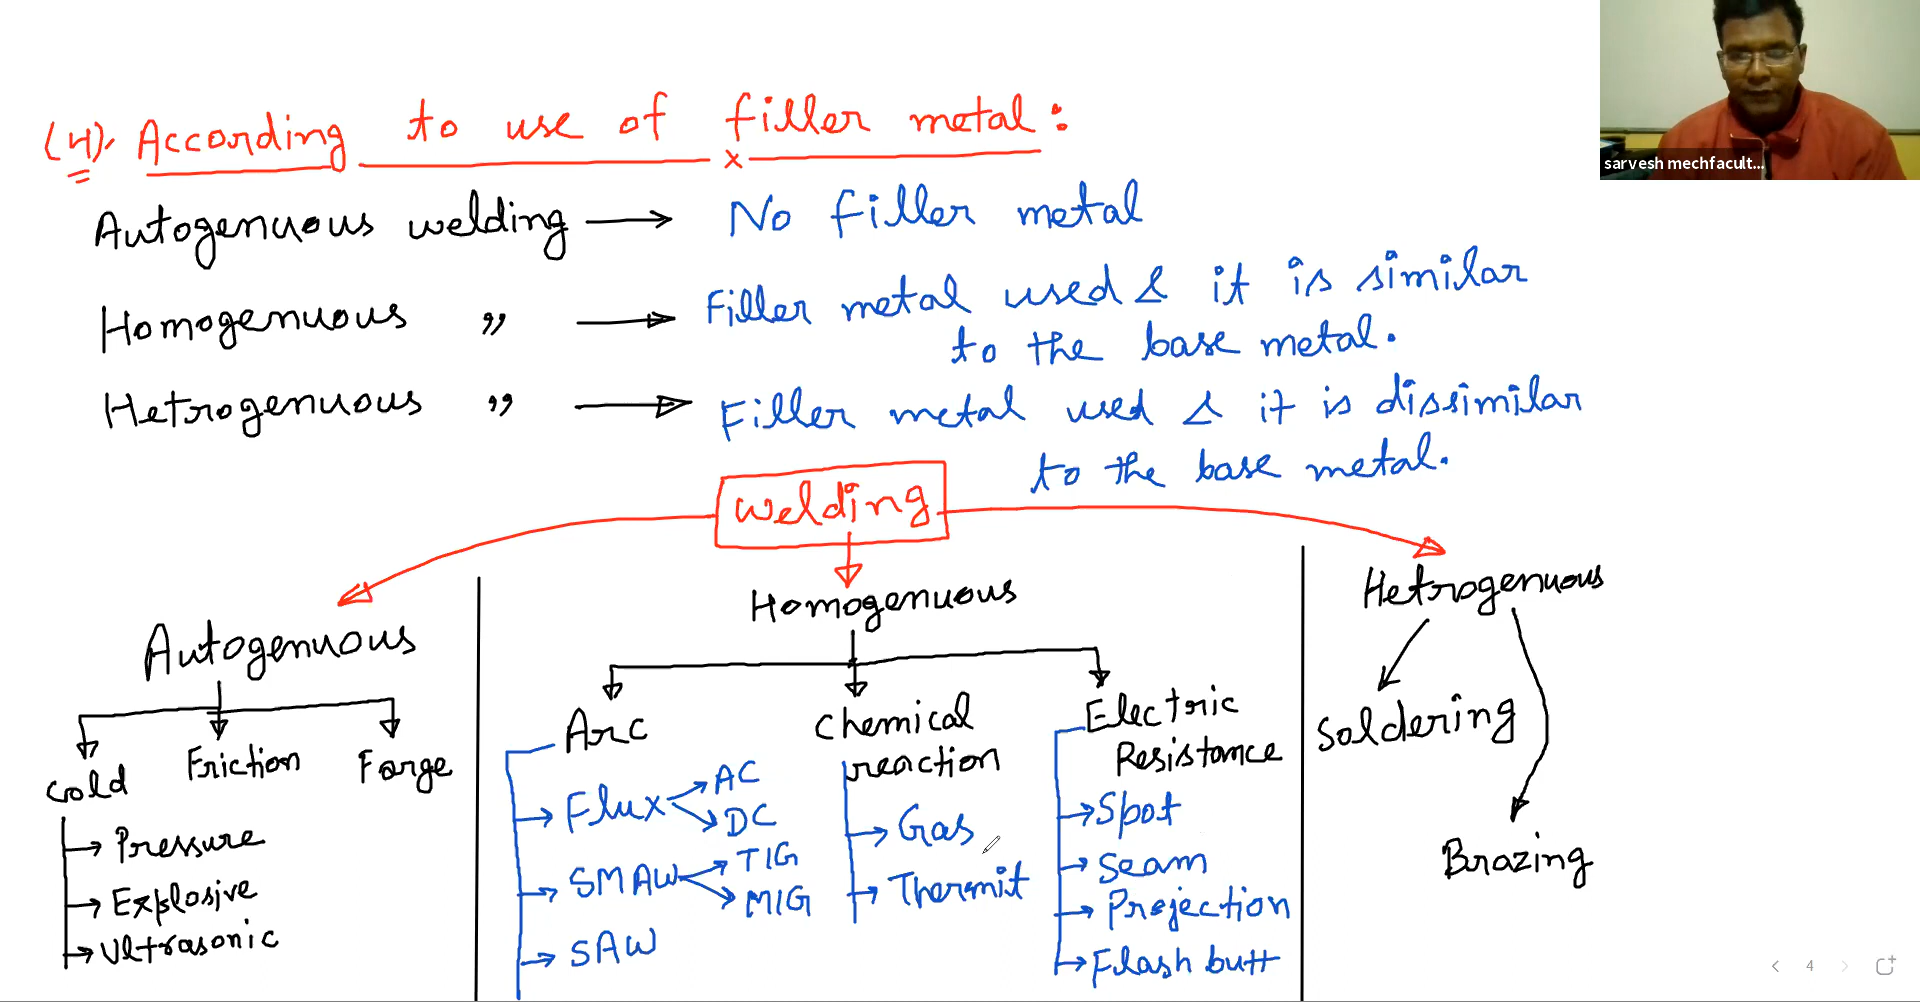 (4). According to use of filler metal:
x
Autogenuous welding → No filler metal
Homogenuous " → Filler metal used & it is similar
to the base metal.
Hetrogenuous " → Filler metal used & it is dissimilar
to the base metal.
Welding
Autogenuous
Cold
Pressure
Explosive
Ultrasonic
Friction
Forge
Homogenuous
Arc
Flux
AC
DC
SMAW
TIG
MIG
SAW
Chemical
reaction
Gas
Thermit
Electric
Resistance
Spot
Seam
Projection
Flash butt
Hetrogenuous
Soldering
Brazing
sarvesh mechfacult...
4